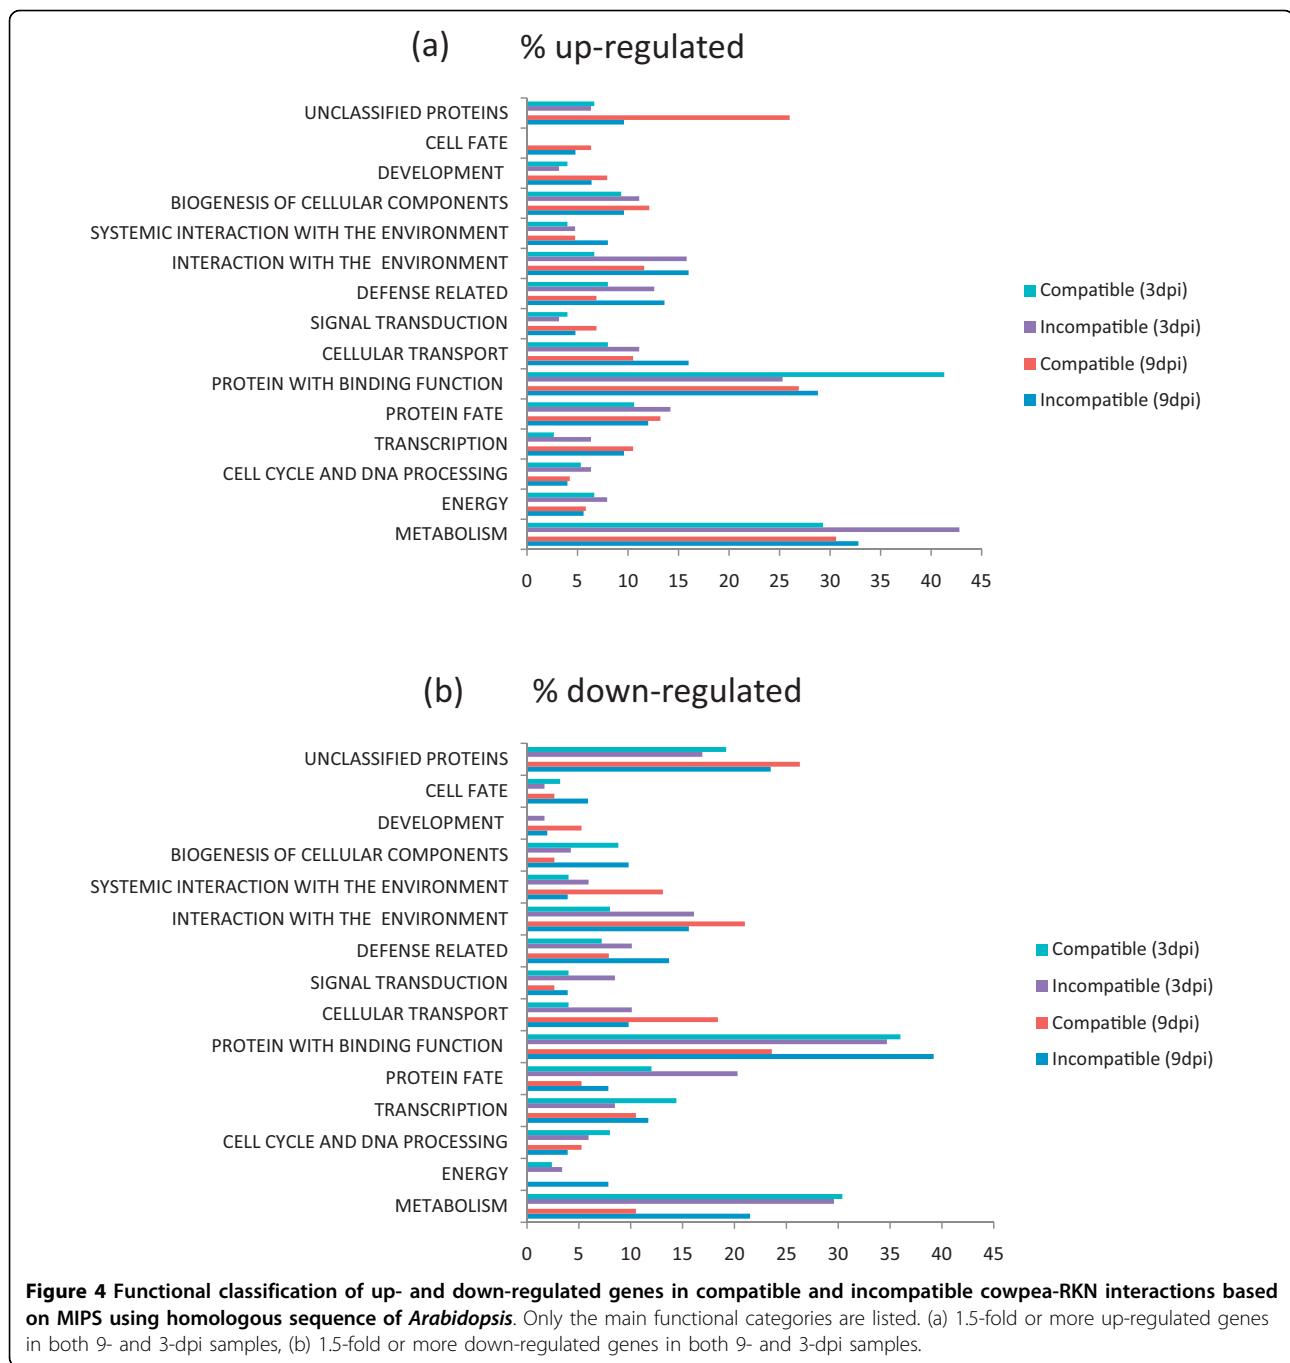 (a) % up-regulated
UNCLASSIFIED PROTEINS
CELL FATE
DEVELOPMENT
BIOGENESIS OF CELLULAR COMPONENTS
SYSTEMIC INTERACTION WITH THE ENVIRONMENT
INTERACTION WITH THE ENVIRONMENT
DEFENSE RELATED
SIGNAL TRANSDUCTION
CELLULAR TRANSPORT
PROTEIN WITH BINDING FUNCTION
PROTEIN FATE
TRANSCRIPTION
CELL CYCLE AND DNA PROCESSING
ENERGY
METABOLISM
0 5 10 15 20 25 30 35 40 45
Compatible (3dpi)
Incompatible (3dpi)
Compatible (9dpi)
Incompatible (9dpi)
(b) % down-regulated
UNCLASSIFIED PROTEINS
CELL FATE
DEVELOPMENT
BIOGENESIS OF CELLULAR COMPONENTS
SYSTEMIC INTERACTION WITH THE ENVIRONMENT
INTERACTION WITH THE ENVIRONMENT
DEFENSE RELATED
SIGNAL TRANSDUCTION
CELLULAR TRANSPORT
PROTEIN WITH BINDING FUNCTION
PROTEIN FATE
TRANSCRIPTION
CELL CYCLE AND DNA PROCESSING
ENERGY
METABOLISM
0 5 10 15 20 25 30 35 40 45
Compatible (3dpi)
Incompatible (3dpi)
Compatible (9dpi)
Incompatible (9dpi)
Figure 4 Functional classification of up- and down-regulated genes in compatible and incompatible cowpea-RKN interactions based
on MIPS using homologous sequence of Arabidopsis. Only the main functional categories are listed. (a) 1.5-fold or more up-regulated genes
in both 9- and 3-dpi samples, (b) 1.5-fold or more down-regulated genes in both 9- and 3-dpi samples.